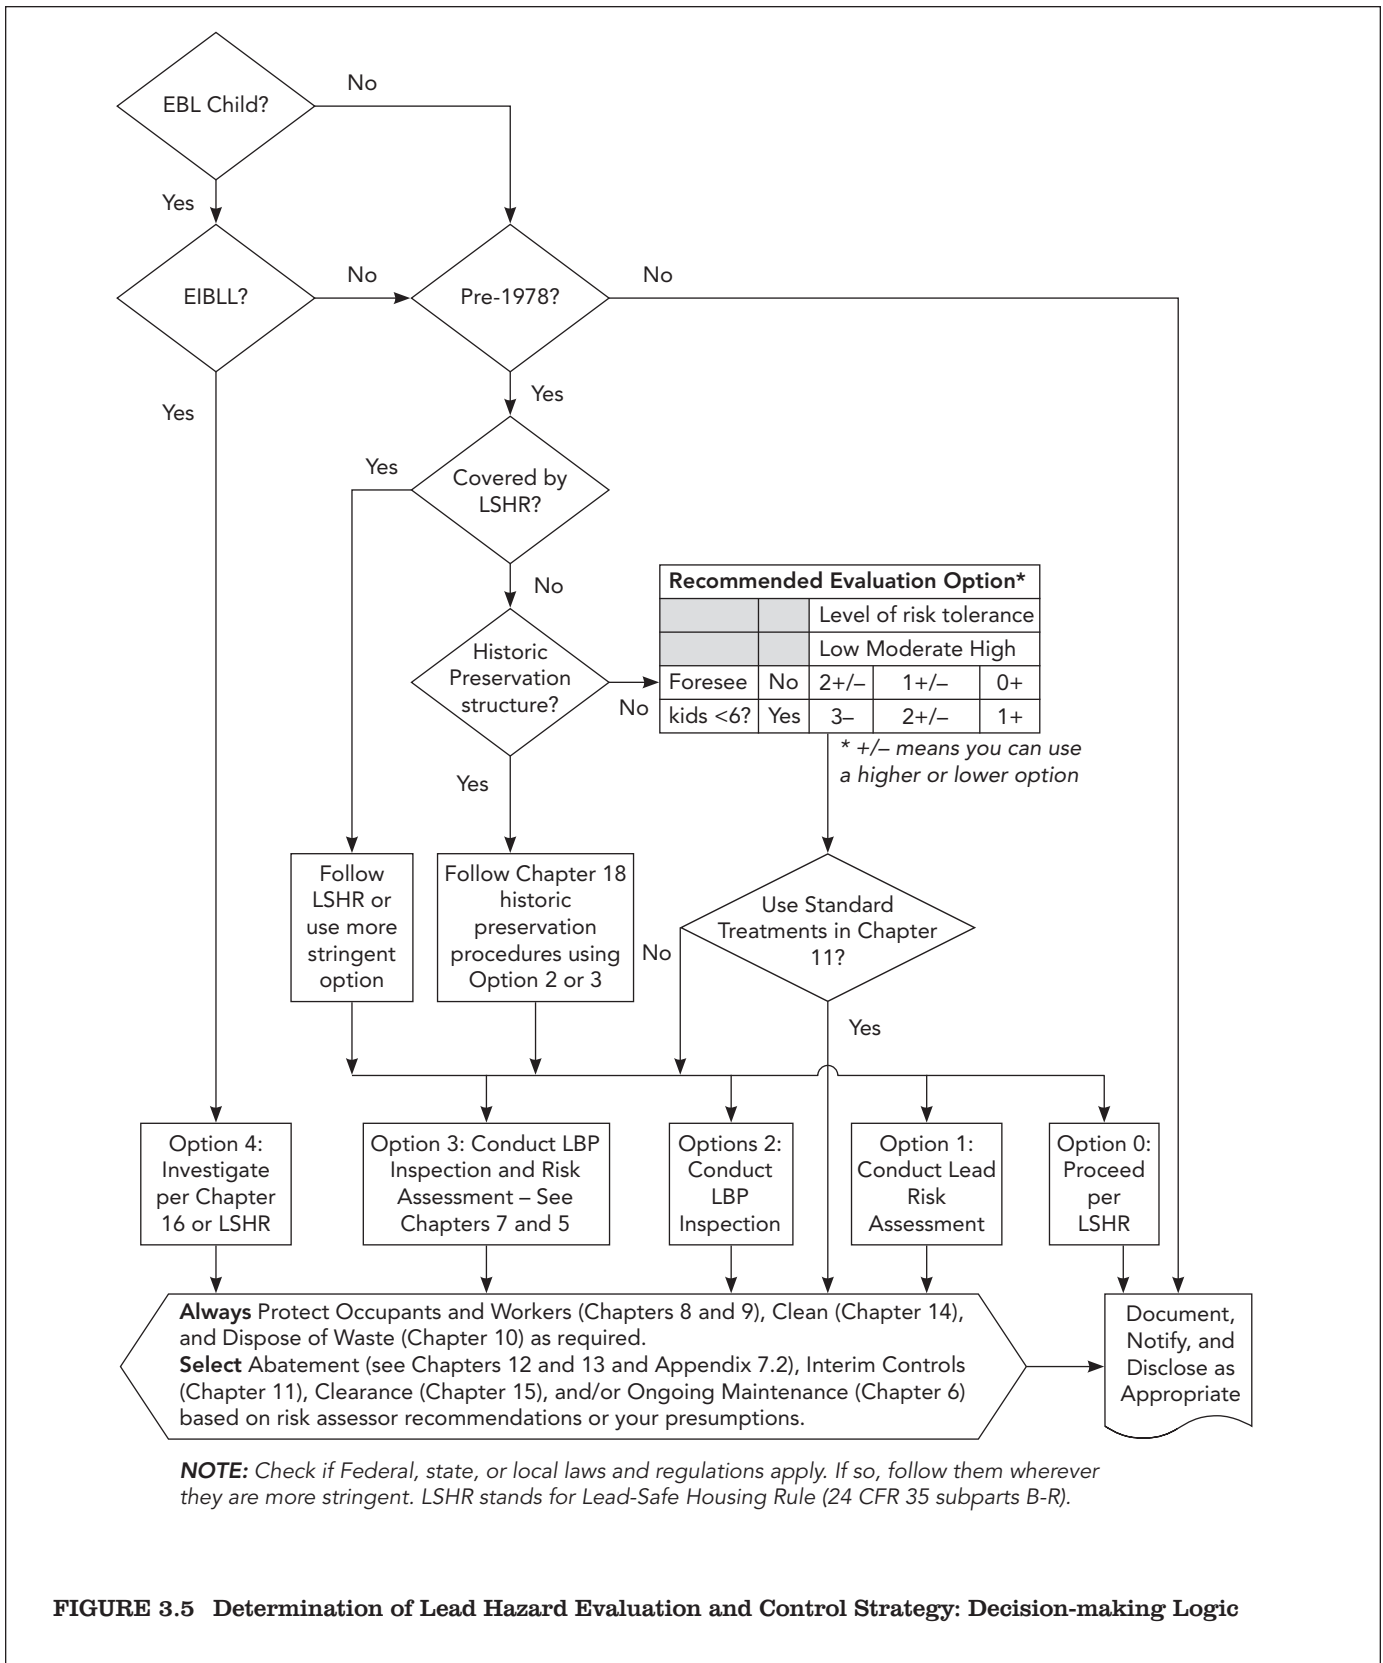 EBL Child?
No
Yes
EIBLL?
No
Pre-1978?
No
Yes
Yes
Covered by
LSHR?
Yes
No
Historic
Preservation
structure?
No
Yes
Recommended Evaluation Option*
Level of risk tolerance
Low Moderate High
Foresee No 2+/– 1+/– 0+
kids <6? Yes 3– 2+/– 1+
* +/– means you can use
a higher or lower option
Follow
LSHR or
use more
stringent
option
Follow Chapter 18
historic
preservation
procedures using
Option 2 or 3
Use Standard
Treatments in Chapter
11?
No
Yes
Option 4:
Investigate
per Chapter
16 or LSHR
Option 3: Conduct LBP
Inspection and Risk
Assessment – See
Chapters 7 and 5
Options 2:
Conduct
LBP
Inspection
Option 1:
Conduct Lead
Risk
Assessment
Option 0:
Proceed
per
LSHR
Always Protect Occupants and Workers (Chapters 8 and 9), Clean (Chapter 14),
and Dispose of Waste (Chapter 10) as required.
Select Abatement (see Chapters 12 and 13 and Appendix 7.2), Interim Controls
(Chapter 11), Clearance (Chapter 15), and/or Ongoing Maintenance (Chapter 6)
based on risk assessor recommendations or your presumptions.
Document,
Notify, and
Disclose as
Appropriate
NOTE: Check if Federal, state, or local laws and regulations apply. If so, follow them wherever
they are more stringent. LSHR stands for Lead-Safe Housing Rule (24 CFR 35 subparts B-R).
FIGURE 3.5 Determination of Lead Hazard Evaluation and Control Strategy: Decision-making Logic